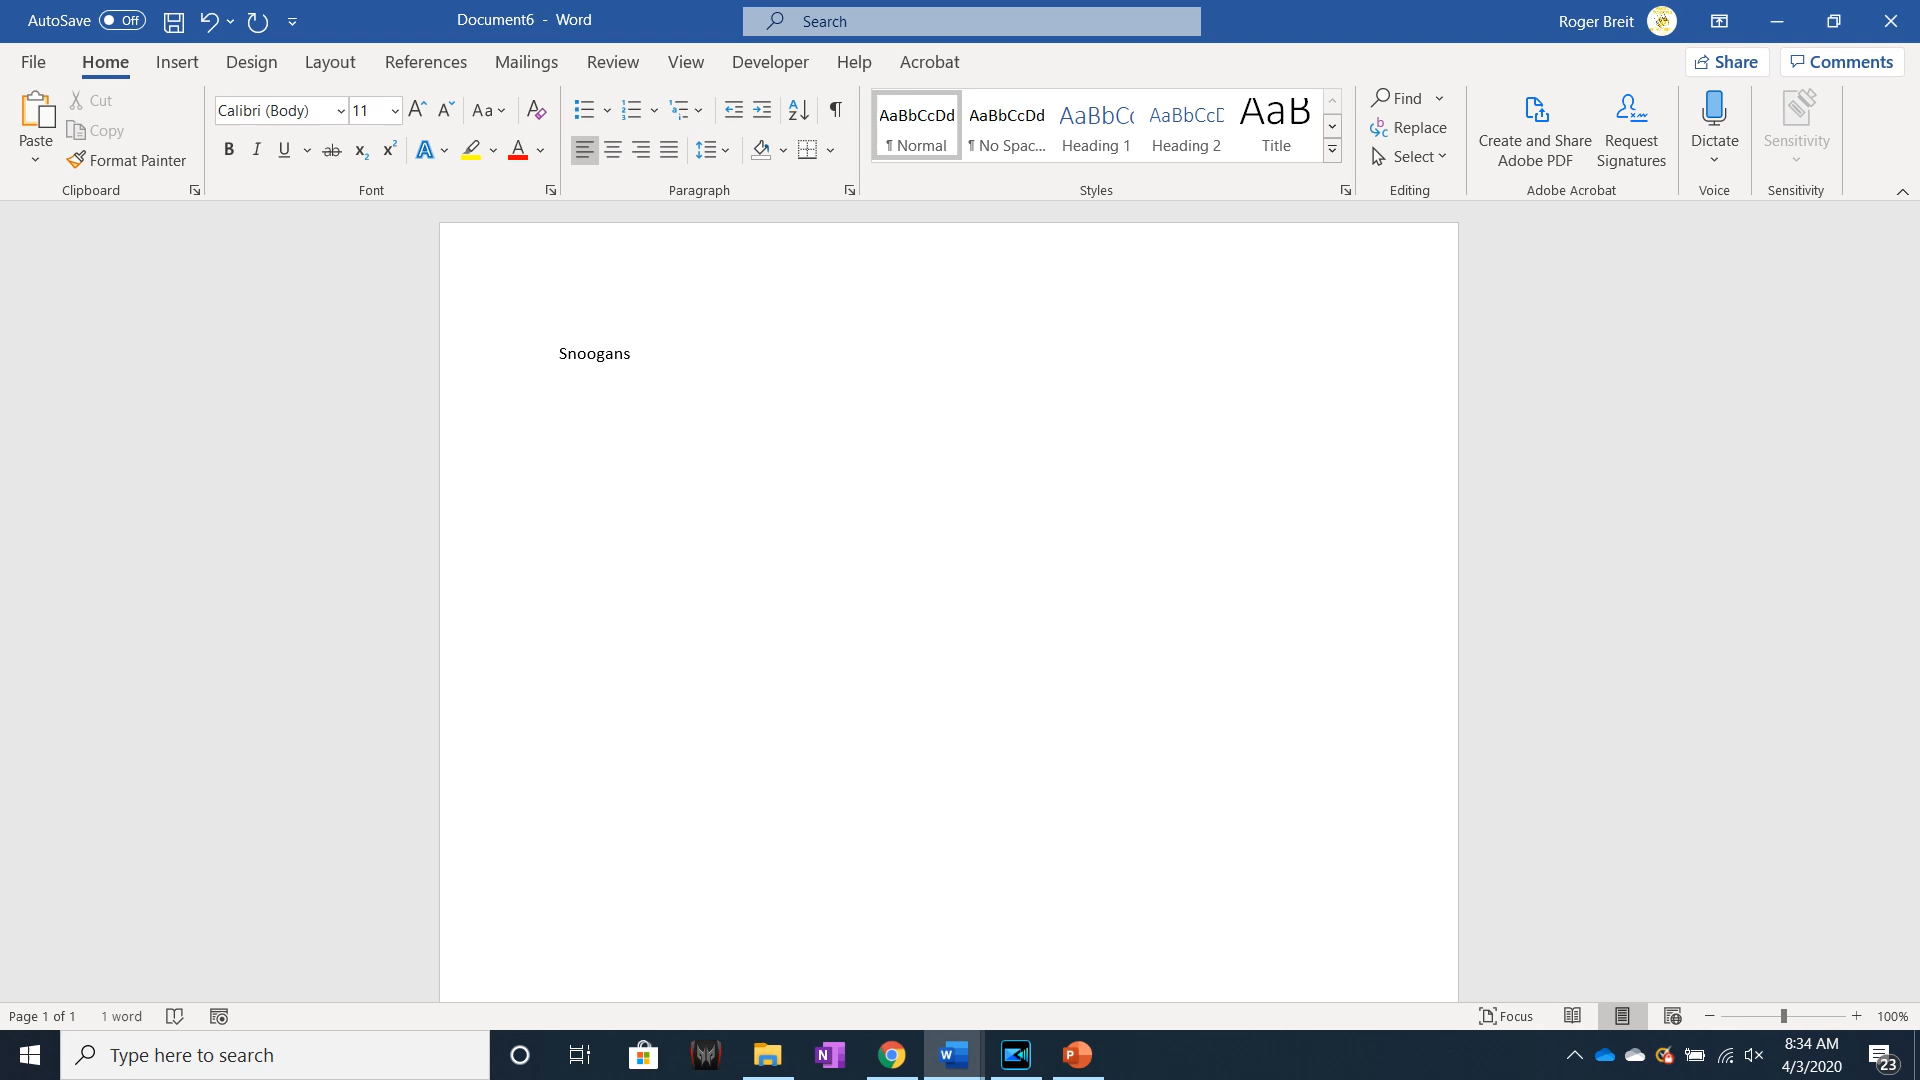 AutoSave Off Document6 - Word Search Roger Breit
File Home Insert Design Layout References Mailings Review View Developer Help Acrobat Share Comments
Paste Cut Copy Format Painter
Calibri (Body) 11 Aa
B I U ab x2 x2 A A
AaBbCcDd AaBbCcDd AaBbCc AaBbCcD AaB
¶ Normal ¶ No Spac... Heading 1 Heading 2 Title
Find Replace Select
Create and Share Adobe PDF
Request Signatures
Dictate
Sensitivity
Clipboard Font Paragraph Styles Editing Adobe Acrobat Voice Sensitivity
Snoogans
Page 1 of 1 1 word Focus 100%
Type here to search
8:34 AM
4/3/2020
23